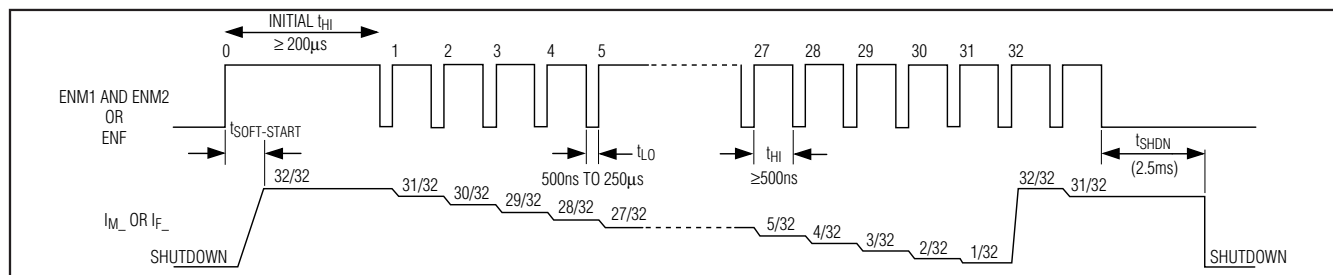 INITIAL tHI
≥ 200µs
0 1 2 3 4 5 27 28 29 30 31 32
ENM1 AND ENM2
OR
ENF
tSOFT-START
tLO
500ns TO 250µs
tHI
≥500ns
tSHDN
(2.5ms)
32/32 31/32 30/32 29/32 28/32 27/32 5/32 4/32 3/32 2/32 1/32 32/32 31/32
IM_ OR IF_
SHUTDOWN SHUTDOWN